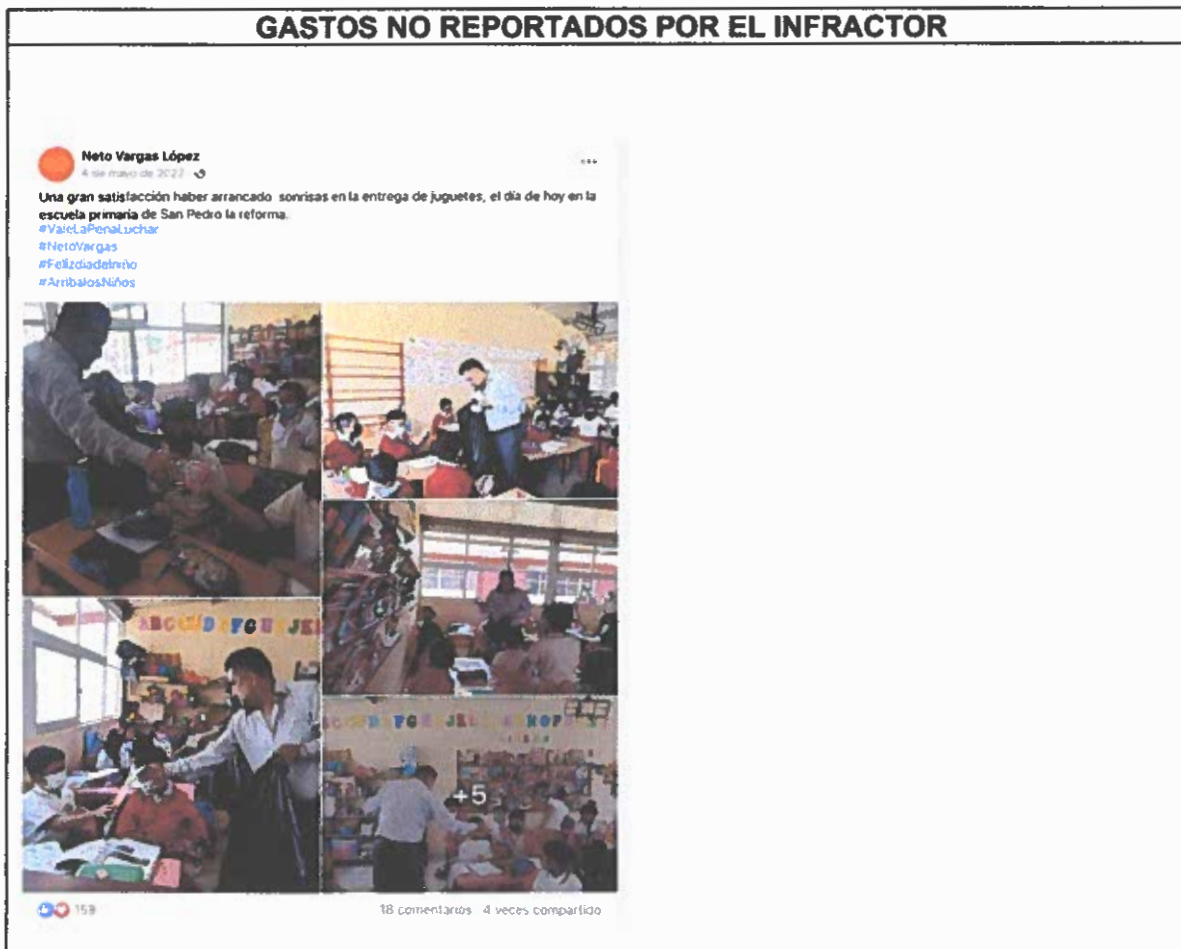 GASTOS NO REPORTADOS POR EL INFRACTOR
Neto Vargas López
4 de mayo de 2022
Una gran satisfacción haber arrancado sonrisas en la entrega de juguetes, el día de hoy en la
escuela primaria de San Pedro la reforma.
#ValeLaPenaLuchar
#NetoVargas
#Felizdiadelniño
#ArribalosNiños
+5
159
18 comentarios 4 veces compartido